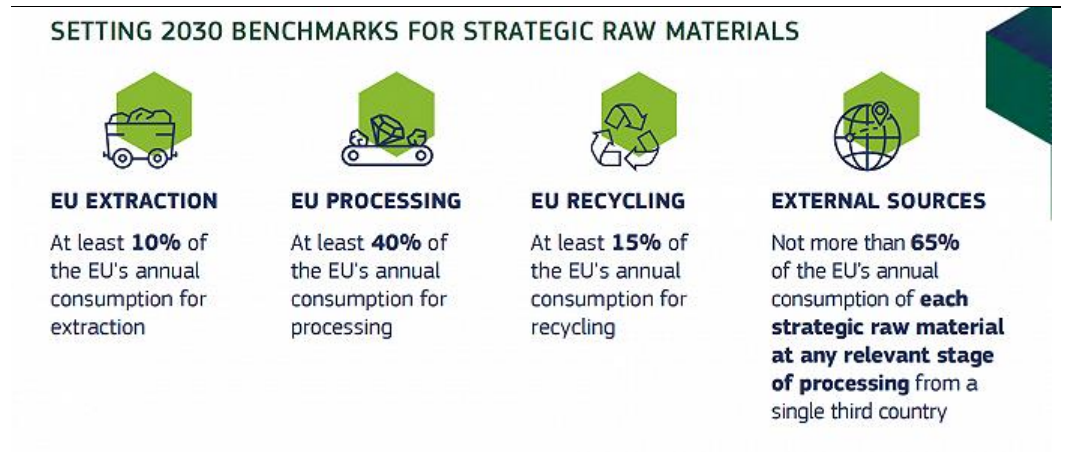 SETTING 2030 BENCHMARKS FOR STRATEGIC RAW MATERIALS
EU EXTRACTION
At least 10% of
the EU's annual
consumption for
extraction
EU PROCESSING
At least 40% of
the EU's annual
consumption for
processing
EU RECYCLING
At least 15% of
the EU's annual
consumption for
recycling
EXTERNAL SOURCES
Not more than 65%
of the EU's annual
consumption of each
strategic raw material
at any relevant stage
of processing from a
single third country